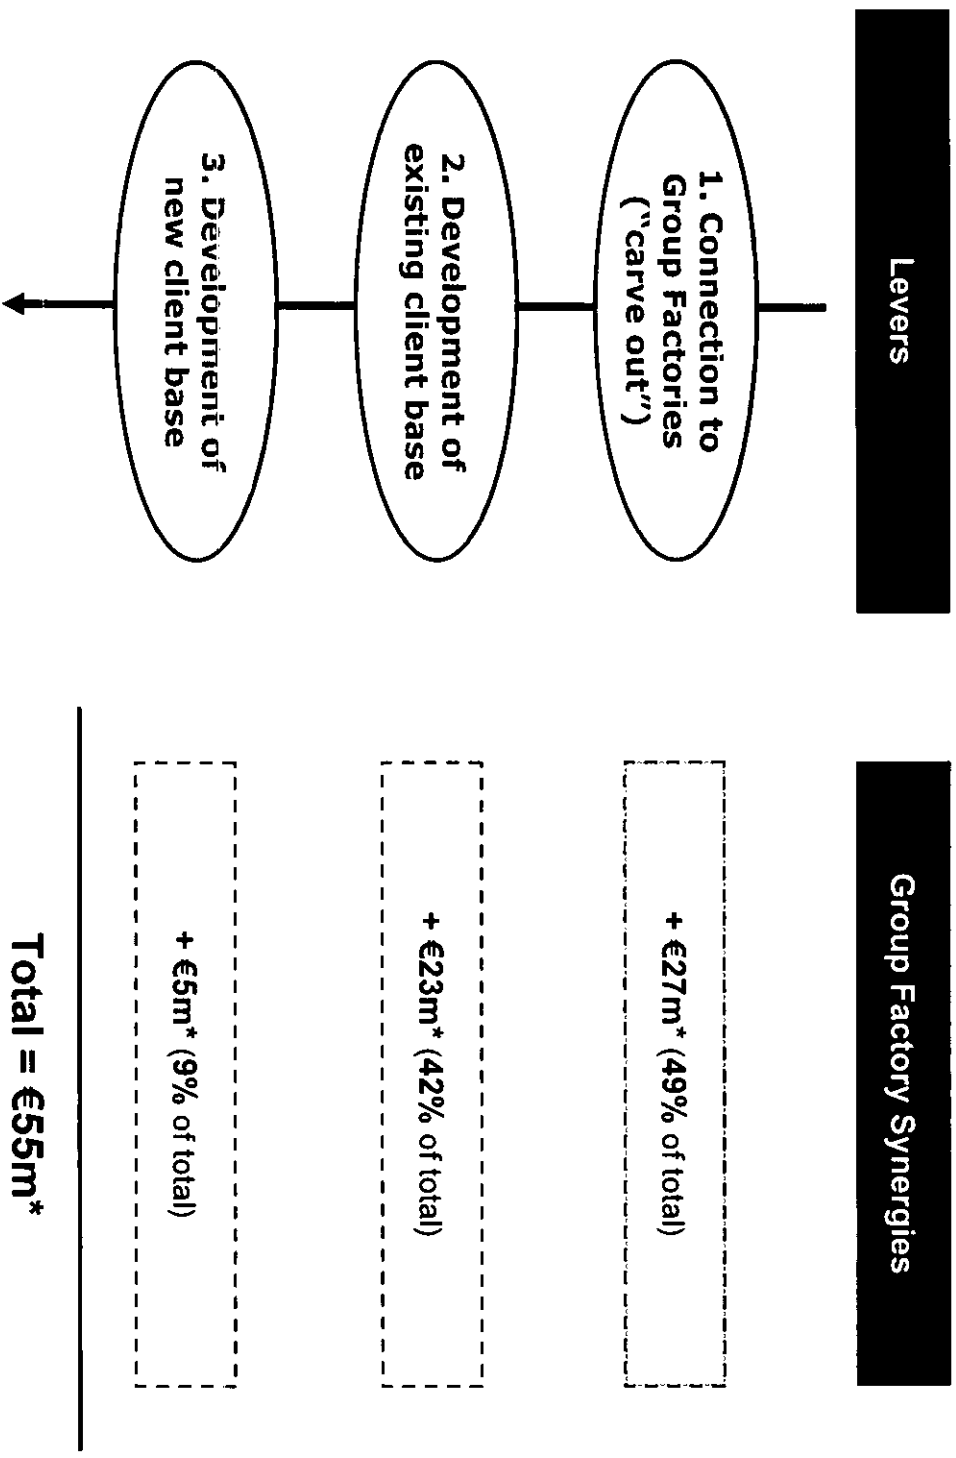 Levers
Group Factory Synergies
1. Connection to
Group Factories
("carve out")
+ €27m* (49% of total)
2. Development of
existing client base
+ €23m* (42% of total)
3. Development of
new client base
+ €5m* (9% of total)
Total = €55m*